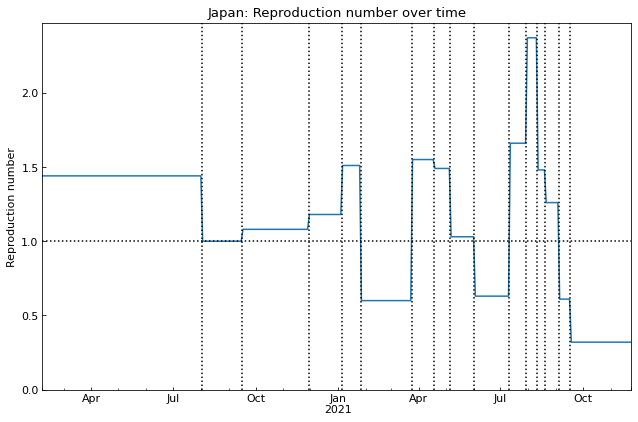 Japan: Reproduction number over time
Reproduction number
2.0
1.5
1.0
0.5
0.0
Apr
Jul
Oct
Jan
2021
Apr
Jul
Oct